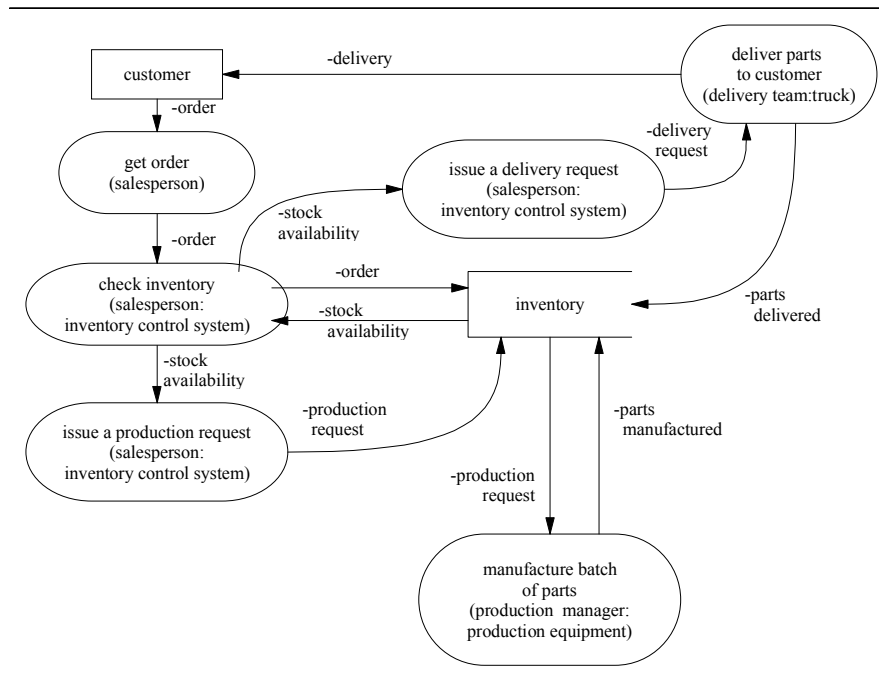 -delivery
deliver parts
to customer
(delivery team:truck)
customer
-order
-delivery
request
get order
(salesperson)
issue a delivery request
(salesperson:
inventory control system)
-stock
availability
-order
check inventory
(salesperson:
inventory control system)
-order
-stock
availability
inventory
-parts
delivered
-stock
availability
issue a production request
(salesperson:
inventory control system)
-production
request
-parts
manufactured
-production
request
manufacture batch
of parts
(production manager:
production equipment)